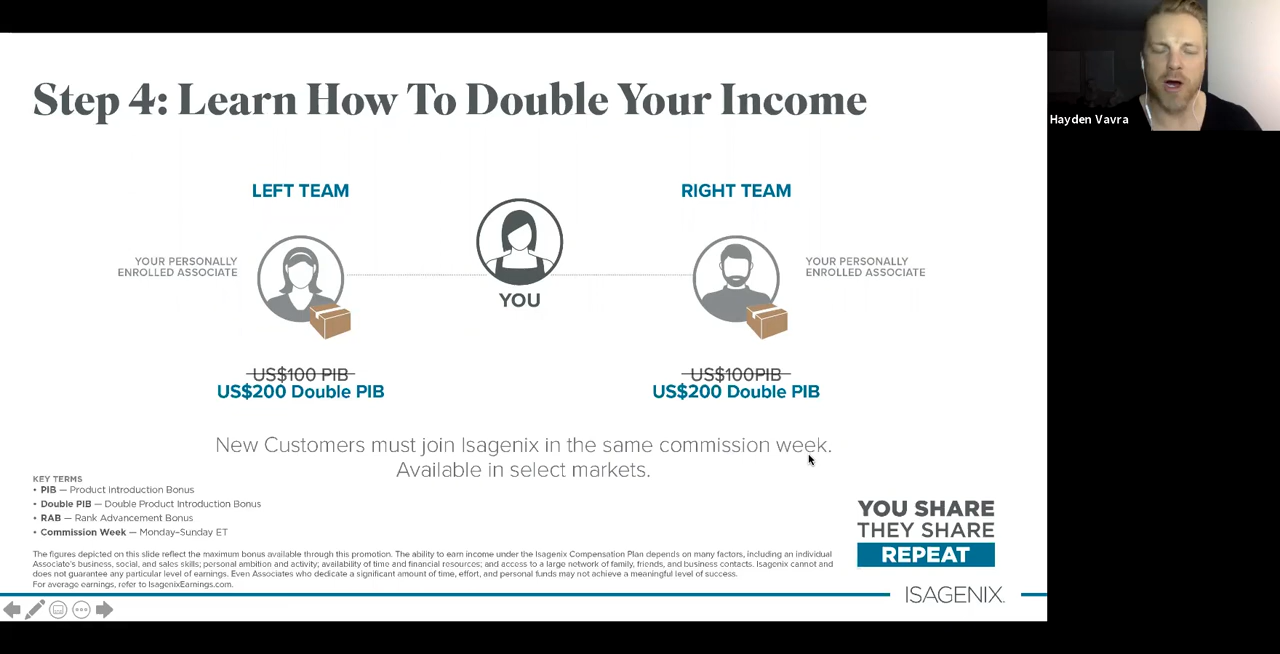 Step 4: Learn How To Double Your Income
Hayden Vavra
LEFT TEAM
RIGHT TEAM
YOUR PERSONALLY
ENROLLED ASSOCIATE
YOUR PERSONALLY
ENROLLED ASSOCIATE
YOU
US$100 PIB
US$200 Double PIB
US$100PIB
US$200 Double PIB
New Customers must join Isagenix in the same commission week.
Available in select markets.
KEY TERMS
• PIB — Product Introduction Bonus
• Double PIB — Double Product Introduction Bonus
• RAB — Rank Advancement Bonus
• Commission Week — Monday–Sunday ET
The figures depicted on this slide reflect the maximum bonus available through this promotion. The ability to earn income under the Isagenix Compensation Plan depends on many factors, including an individual
Associate's business, social, and sales skills; personal ambition and activity; availability of time and financial resources; and access to a large network of family, friends, and business contacts. Isagenix cannot and
does not guarantee any particular level of earnings. Even Associates who dedicate a significant amount of time, effort, and personal funds may not achieve a meaningful level of success.
For average earnings, refer to IsagenixEarnings.com.
YOU SHARE
THEY SHARE
REPEAT
ISAGENIX.